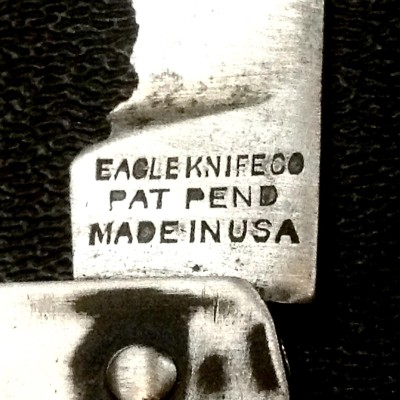 EAGLE KNIFE CO
PAT PEND
MADE IN USA